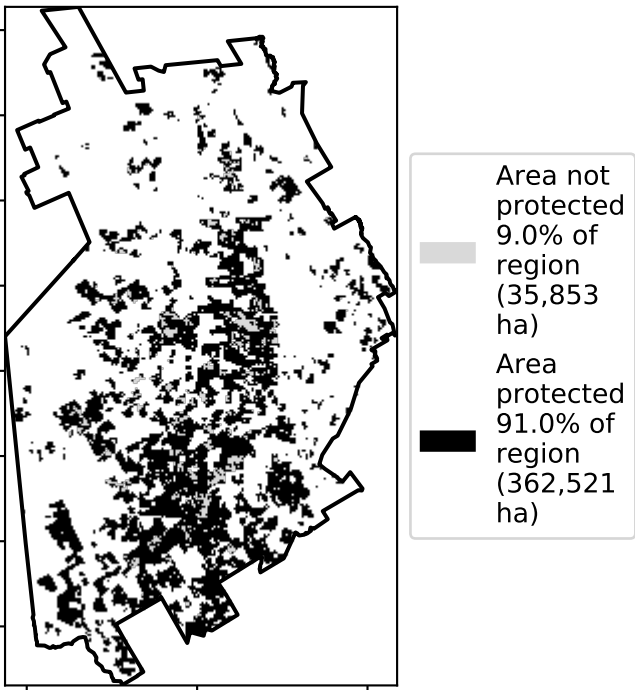 Area not
protected
9.0% of
region
(35,853
ha)
Area
protected
91.0% of
region
(362,521
ha)